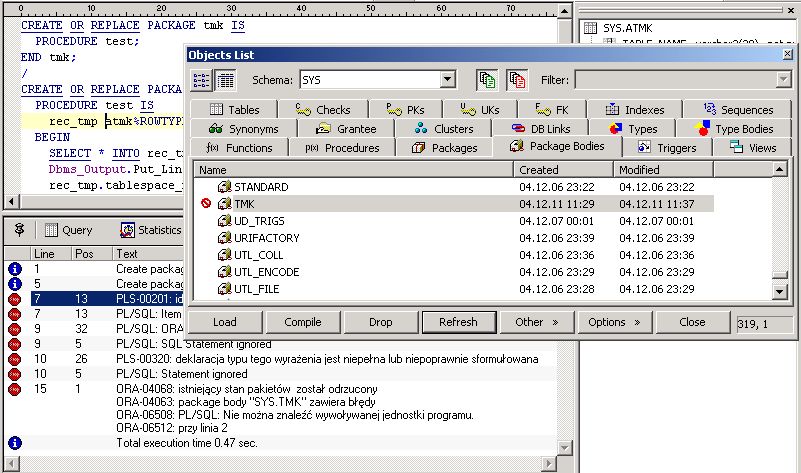 0 10 20 30 40 50 60 70
CREATE OR REPLACE PACKAGE tmk IS
PROCEDURE test;
END tmk;
/
CREATE OR REPLACE PACKA
PROCEDURE test IS
rec_tmp atmk%ROWTYPE
BEGIN
SELECT * INTO rec_tm
Dbms_Output.Put_Lin
rec_tmp.tablespace_
SYS.ATMK
Objects List
Schema: SYS Filter:
Tables Checks PKs UKs FK Indexes Sequences
Synonyms Grantee Clusters DB Links Types Type Bodies
f(x) Functions P(x) Procedures Packages Package Bodies Triggers Views
Name Created Modified
STANDARD 04.12.06 23:22 04.12.06 23:22
TMK 04.12.11 11:29 04.12.11 11:37
UD_TRIGS 04.12.07 00:01 04.12.07 00:01
URIFACTORY 04.12.06 23:39 04.12.06 23:39
UTL_COLL 04.12.06 23:36 04.12.06 23:36
UTL_ENCODE 04.12.06 23:29 04.12.06 23:29
UTL_FILE 04.12.06 23:28 04.12.06 23:29
Load Compile Drop Refresh Other » Options » Close
319, 1
Query Statistics
Line Pos Text
1 Create packag
5 Create packag
7 13 PLS-00201: id
7 13 PL/SQL: Item
9 32 PL/SQL: ORA
9 5 PL/SQL: SQL Statement ignored
10 26 PLS-00320: deklaracja typu tego wyrażenia jest niepełna lub niepoprawnie sformułowana
10 5 PL/SQL: Statement ignored
15 1 ORA-04068: istniejący stan pakietów został odrzucony
ORA-04063: package body "SYS.TMK" zawiera błędy
ORA-06508: PL/SQL: Nie można znaleźć wywoływanej jednostki programu.
ORA-06512: przy linia 2
Total execution time 0.47 sec.